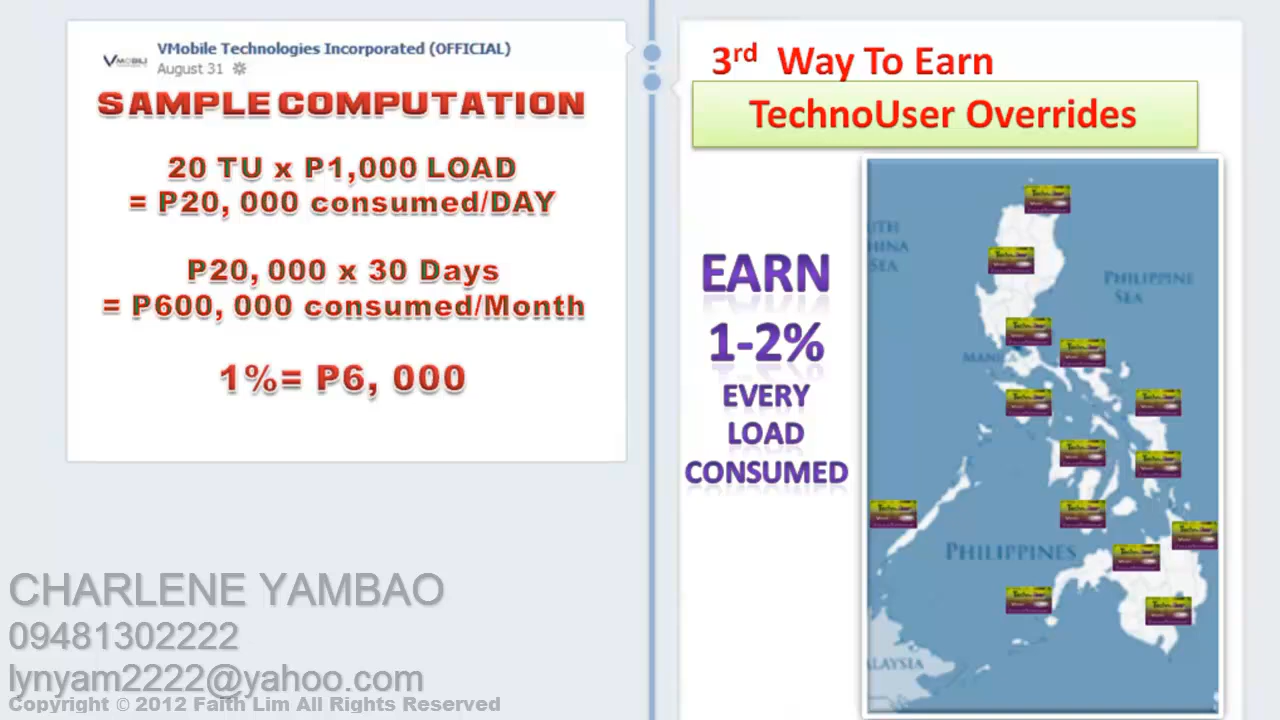 VMOBILE
VMobile Technologies Incorporated (OFFICIAL)
August 31
SAMPLE COMPUTATION
20 TU x P1,000 LOAD
= P20, 000 consumed/DAY
P20, 000 x 30 Days
= P600, 000 consumed/Month
1%= P6, 000
3rd Way To Earn
TechnoUser Overrides
EARN
1-2%
EVERY
LOAD
CONSUMED
PHILIPPINE
SEA
MANILA
PHILIPPINES
CHARLENE YAMBAO
09481302222
lynyam2222@yahoo.com
Copyright © 2012 Faith Lim All Rights Reserved